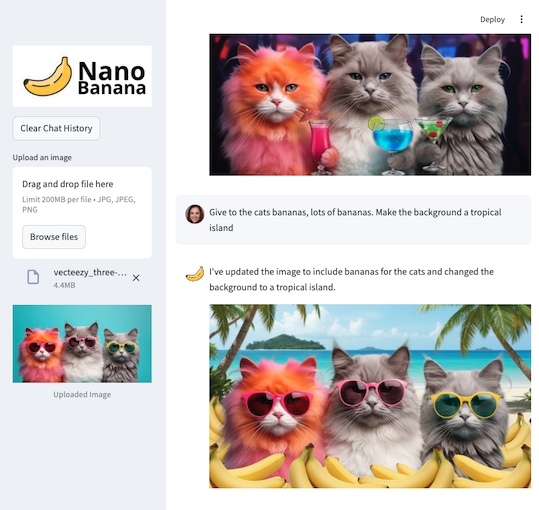 Deploy
Nano
Banana
Clear Chat History
Upload an image
Drag and drop file here
Limit 200MB per file • JPG, JPEG,
PNG
Browse files
vecteezy_three-...
4.4MB
Uploaded Image
Give to the cats bananas, lots of bananas. Make the background a tropical
island
I've updated the image to include bananas for the cats and changed the
background to a tropical island.